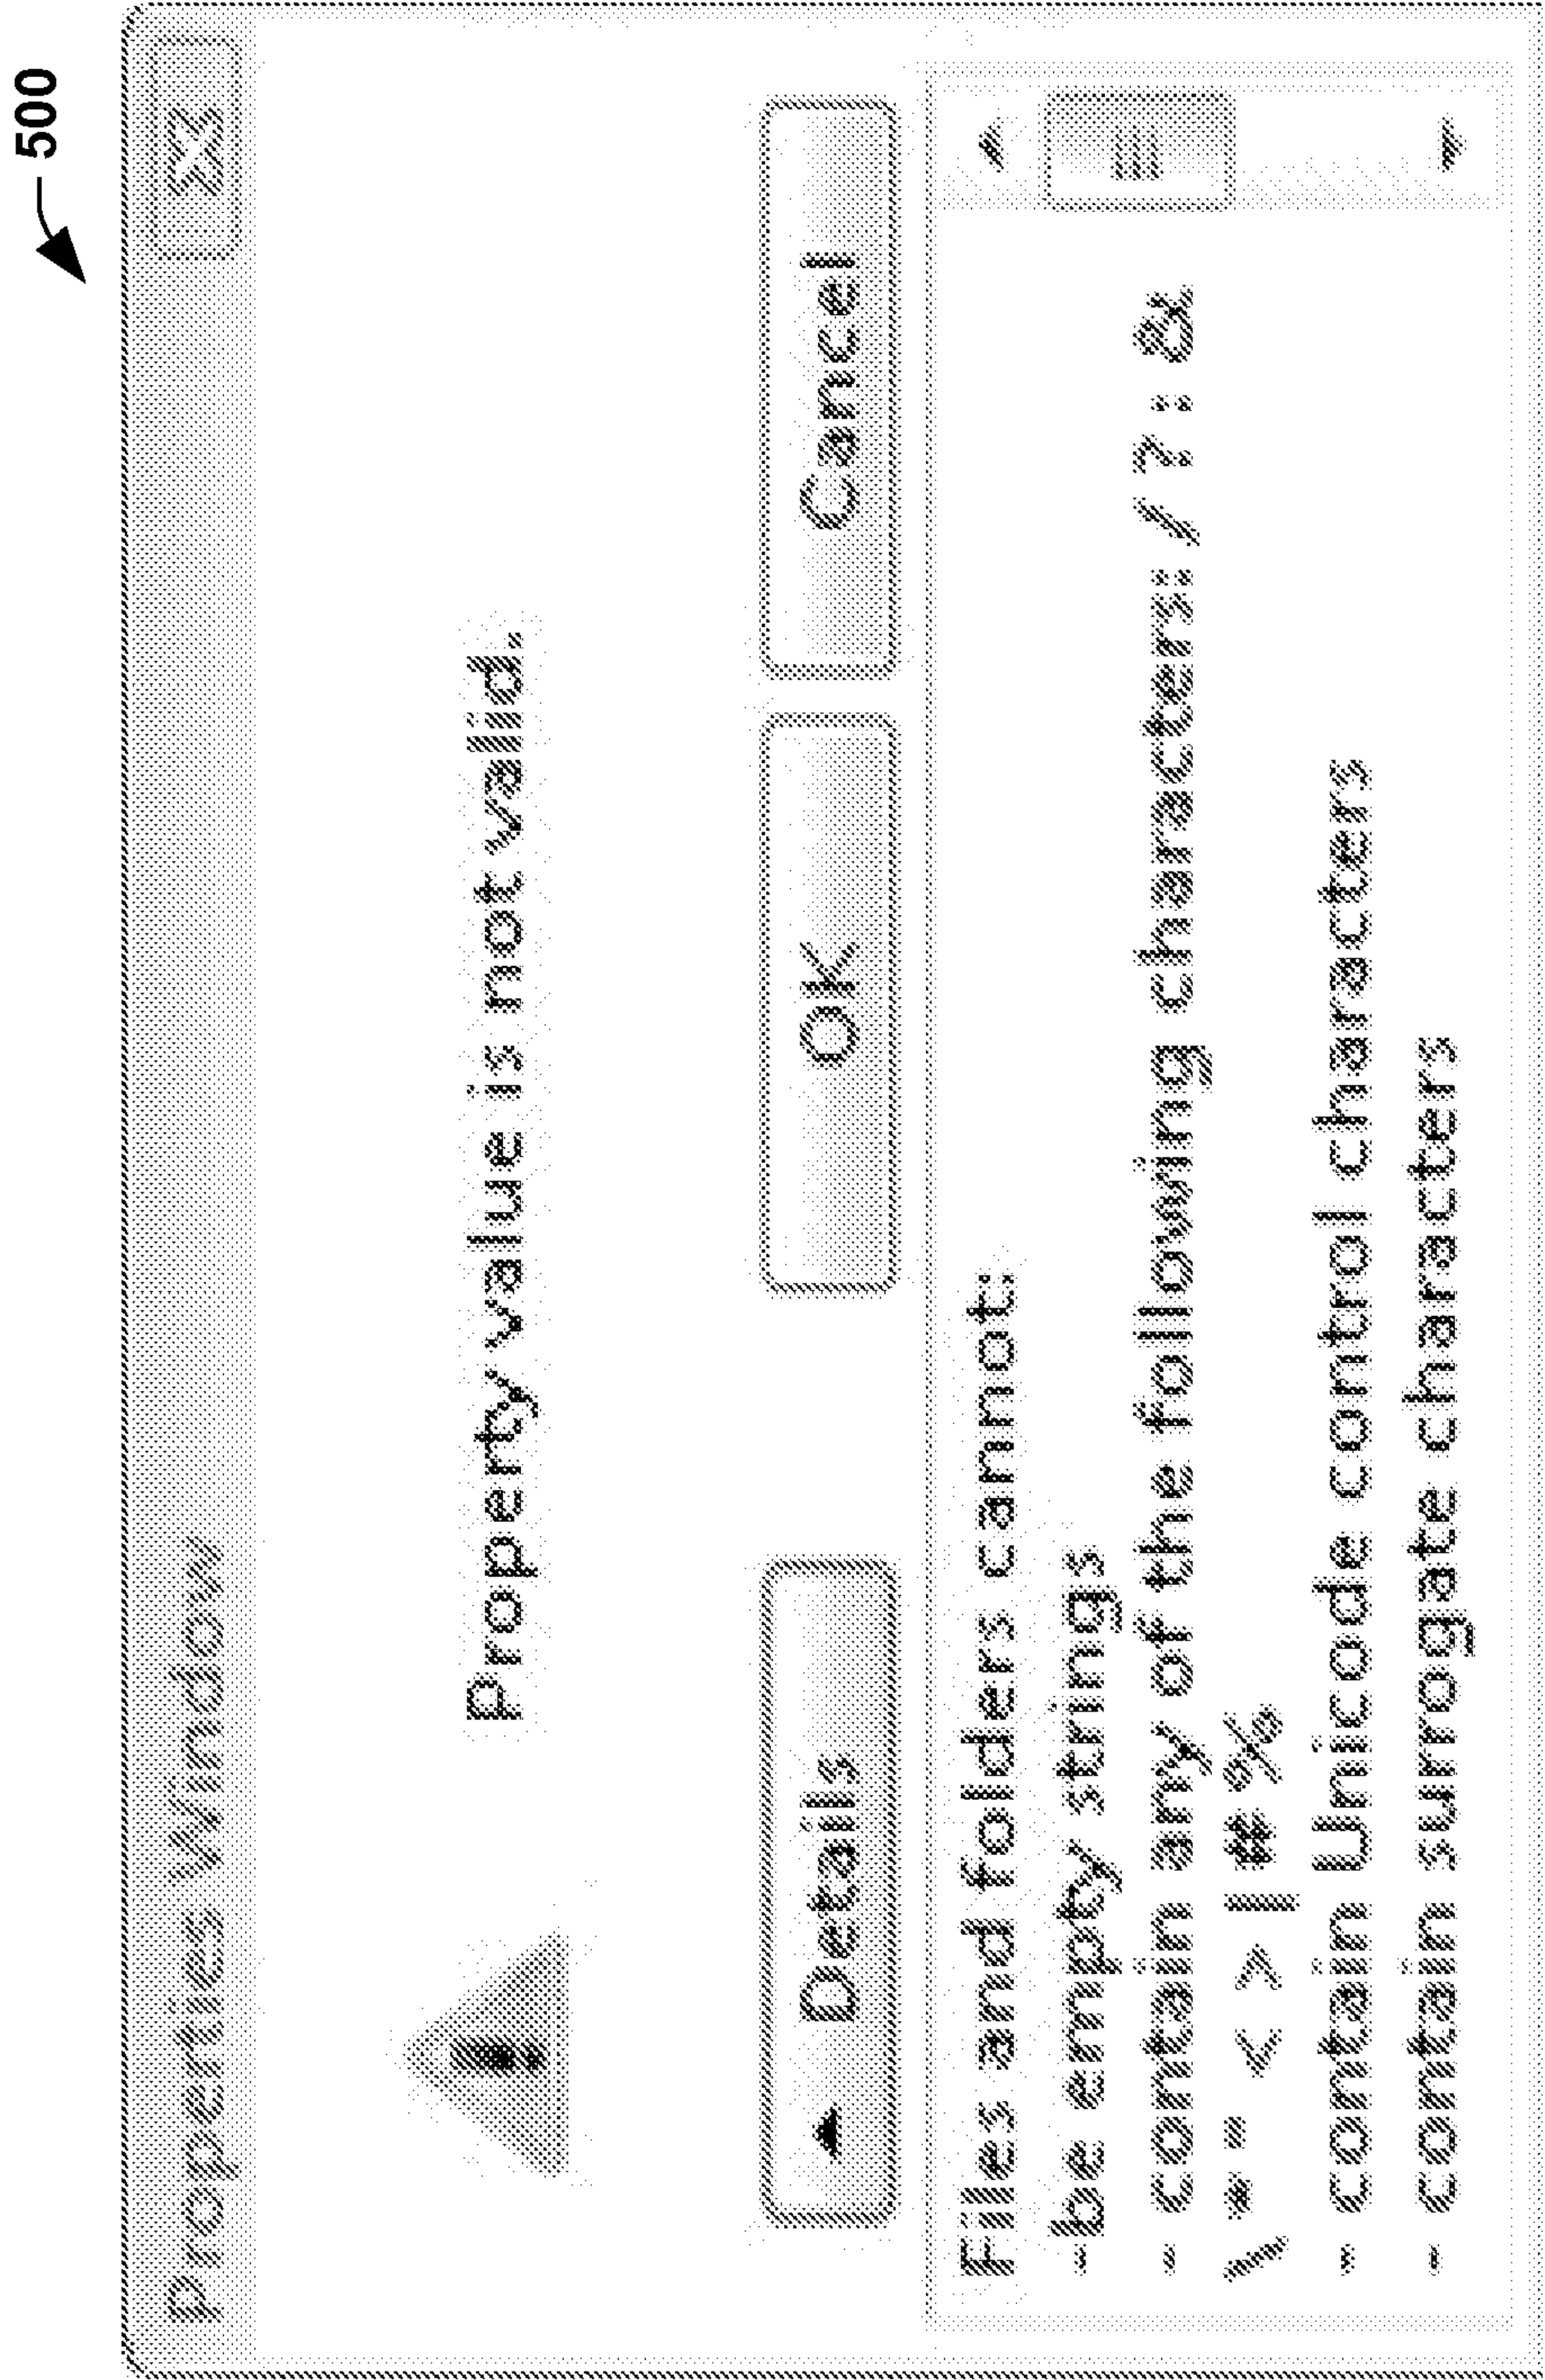 500
Properties Window
Property value is not valid.
Details
OK
Cancel
Files and folders cannot:
- be empty strings
- contain any of the following characters: / ? : &
\ * " < > | # %
- contain Unicode control characters
- contain surrogate characters